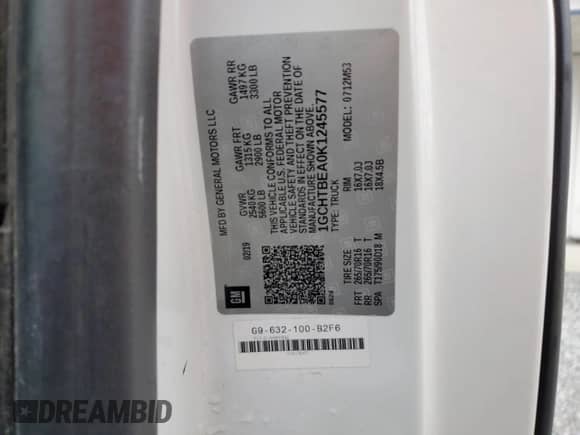 MFD BY GENERAL MOTORS LLC
02/19
GVWR
2540 KG
5600 LB
GAWR FRT
1315 KG
2900 LB
GAWR RR
1497 KG
3300 LB
THIS VEHICLE CONFORMS TO ALL
APPLICABLE U.S. FEDERAL MOTOR
VEHICLE SAFETY AND THEFT PREVENTION
STANDARDS IN EFFECT ON THE DATE OF
MANUFACTURE SHOWN ABOVE.
1GCHTBEA0K1245577
TYPE: TRUCK
MODEL: 0712M53
TIRE SIZE
RIM
FRT 265/70R16 T 16X7.0J
RR 265/70R16 T 16X7.0J
SPA T175/90D18 M 18X4.5B
GM
G9-632-100-B2F6
DREAMBID